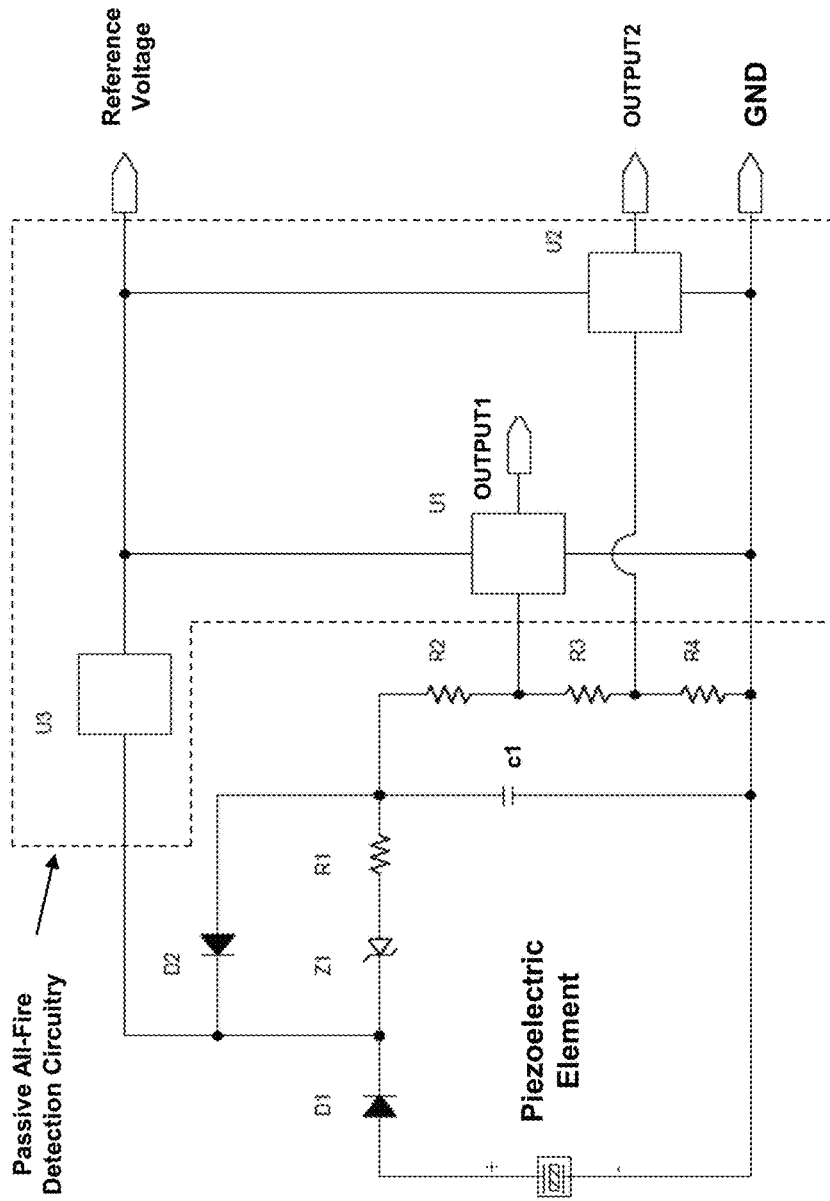 Passive All-Fire
Detection Circuitry
U3
Reference
Voltage
D2
Z1
R1
D1
R2
R3
R4
c1
U1
OUTPUT1
U2
OUTPUT2
GND
Piezoelectric
Element
+
-